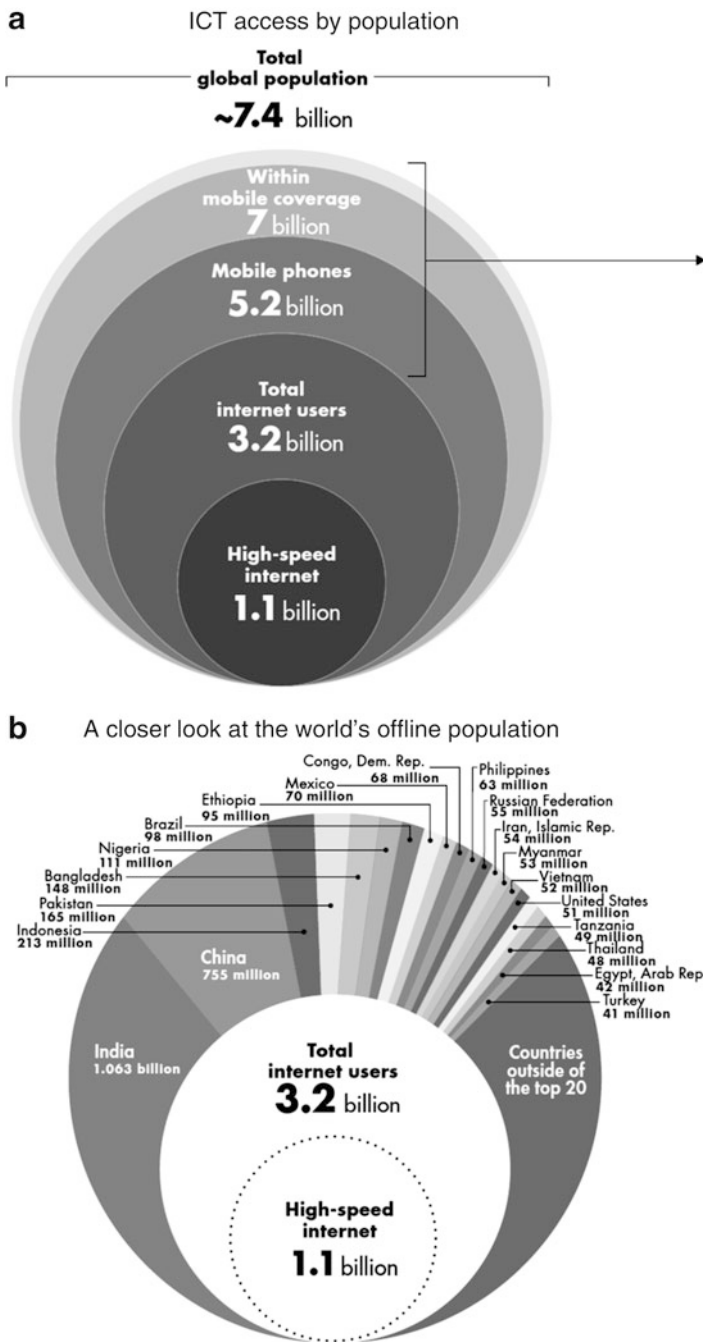 a
ICT access by population
Total
global population
~7.4 billion
Within
mobile coverage
7 billion
Mobile phones
5.2 billion
Total
internet users
3.2 billion
High-speed
internet
1.1 billion
b
A closer look at the world's offline population
Congo, Dem. Rep.
68 million
Philippines
63 million
Mexico
70 million
Russian Federation
55 million
Ethiopia
95 million
Iran, Islamic Rep.
54 million
Brazil
98 million
Myanmar
53 million
Nigeria
111 million
Vietnam
52 million
Bangladesh
148 million
United States
51 million
Pakistan
165 million
Tanzania
49 million
Indonesia
213 million
Thailand
48 million
China
755 million
Egypt, Arab Rep
42 million
Turkey
41 million
India
1.063 billion
Countries
outside of
the top 20
Total
internet users
3.2 billion
High-speed
internet
1.1 billion